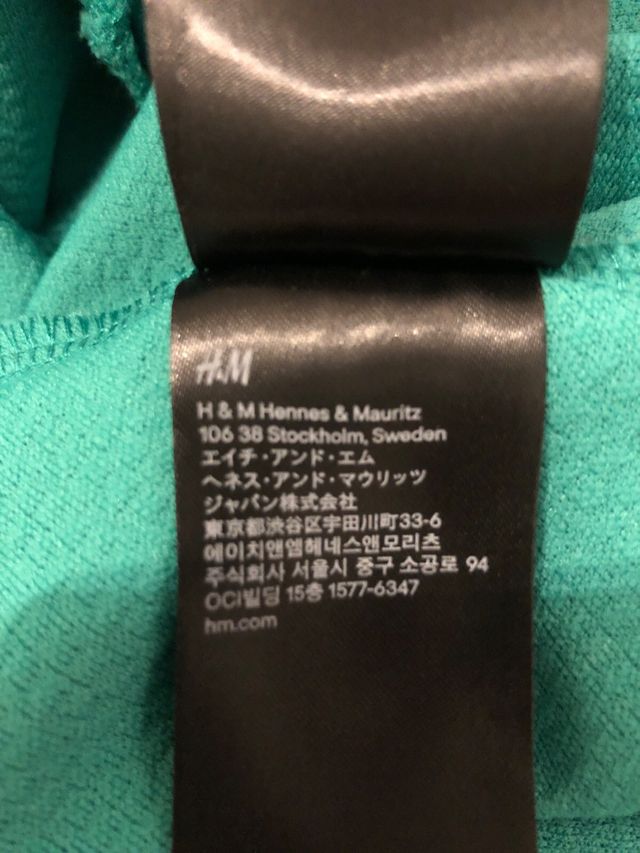 H&M
H & M Hennes & Mauritz
106 38 Stockholm, Sweden
エイチ・アンド・エム
ヘネス・アンド・マウリッツ
ジャパン株式会社
東京都渋谷区宇田川町33-6
에이치앤엠헤네스앤모리츠
주식회사 서울시 중구 소공로 94
OCI빌딩 15층 1577-6347
hm.com